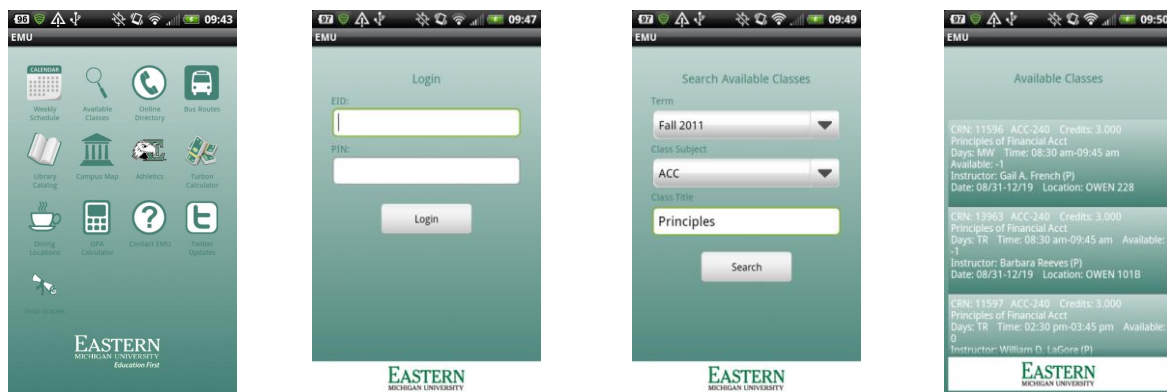 96 09:43
EMU
CALENDAR
Weekly Schedule
Available Classes
Online Directory
Bus Routes
Library Catalog
Campus Map
Athletics
Tuition Calculator
Dining Locations
GPA Calculator
Contact EMU
Twitter Updates
EASTERN
MICHIGAN UNIVERSITY
Education First
97 09:47
EMU
Login
EID:
PIN:
Login
EASTERN
MICHIGAN UNIVERSITY
97 09:49
EMU
Search Available Classes
Term
Fall 2011
Class Subject
ACC
Class Title
Principles
Search
EASTERN
MICHIGAN UNIVERSITY
97 09:50
EMU
Available Classes
CRN: 11596 ACC-240 Credits: 3.000
Principles of Financial Acct
Days: MW Time: 08:30 am-09:45 am
Available: -1
Instructor: Gail A. French (P)
Date: 08/31-12/19 Location: OWEN 228
CRN: 13963 ACC-240 Credits: 3.000
Principles of Financial Acct
Days: TR Time: 08:30 am-09:45 am Available:
-1
Instructor: Barbara Reeves (P)
Date: 08/31-12/19 Location: OWEN 101B
CRN: 11597 ACC-240 Credits: 3.000
Principles of Financial Acct
Days: TR Time: 02:30 pm-03:45 pm Available:
0
Instructor: William D. LaGore (P)
EASTERN
MICHIGAN UNIVERSITY